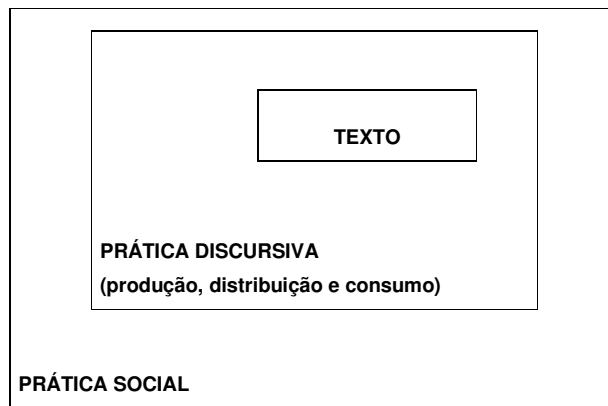 TEXTO
PRÁTICA DISCURSIVA
(produção, distribuição e consumo)
PRÁTICA SOCIAL